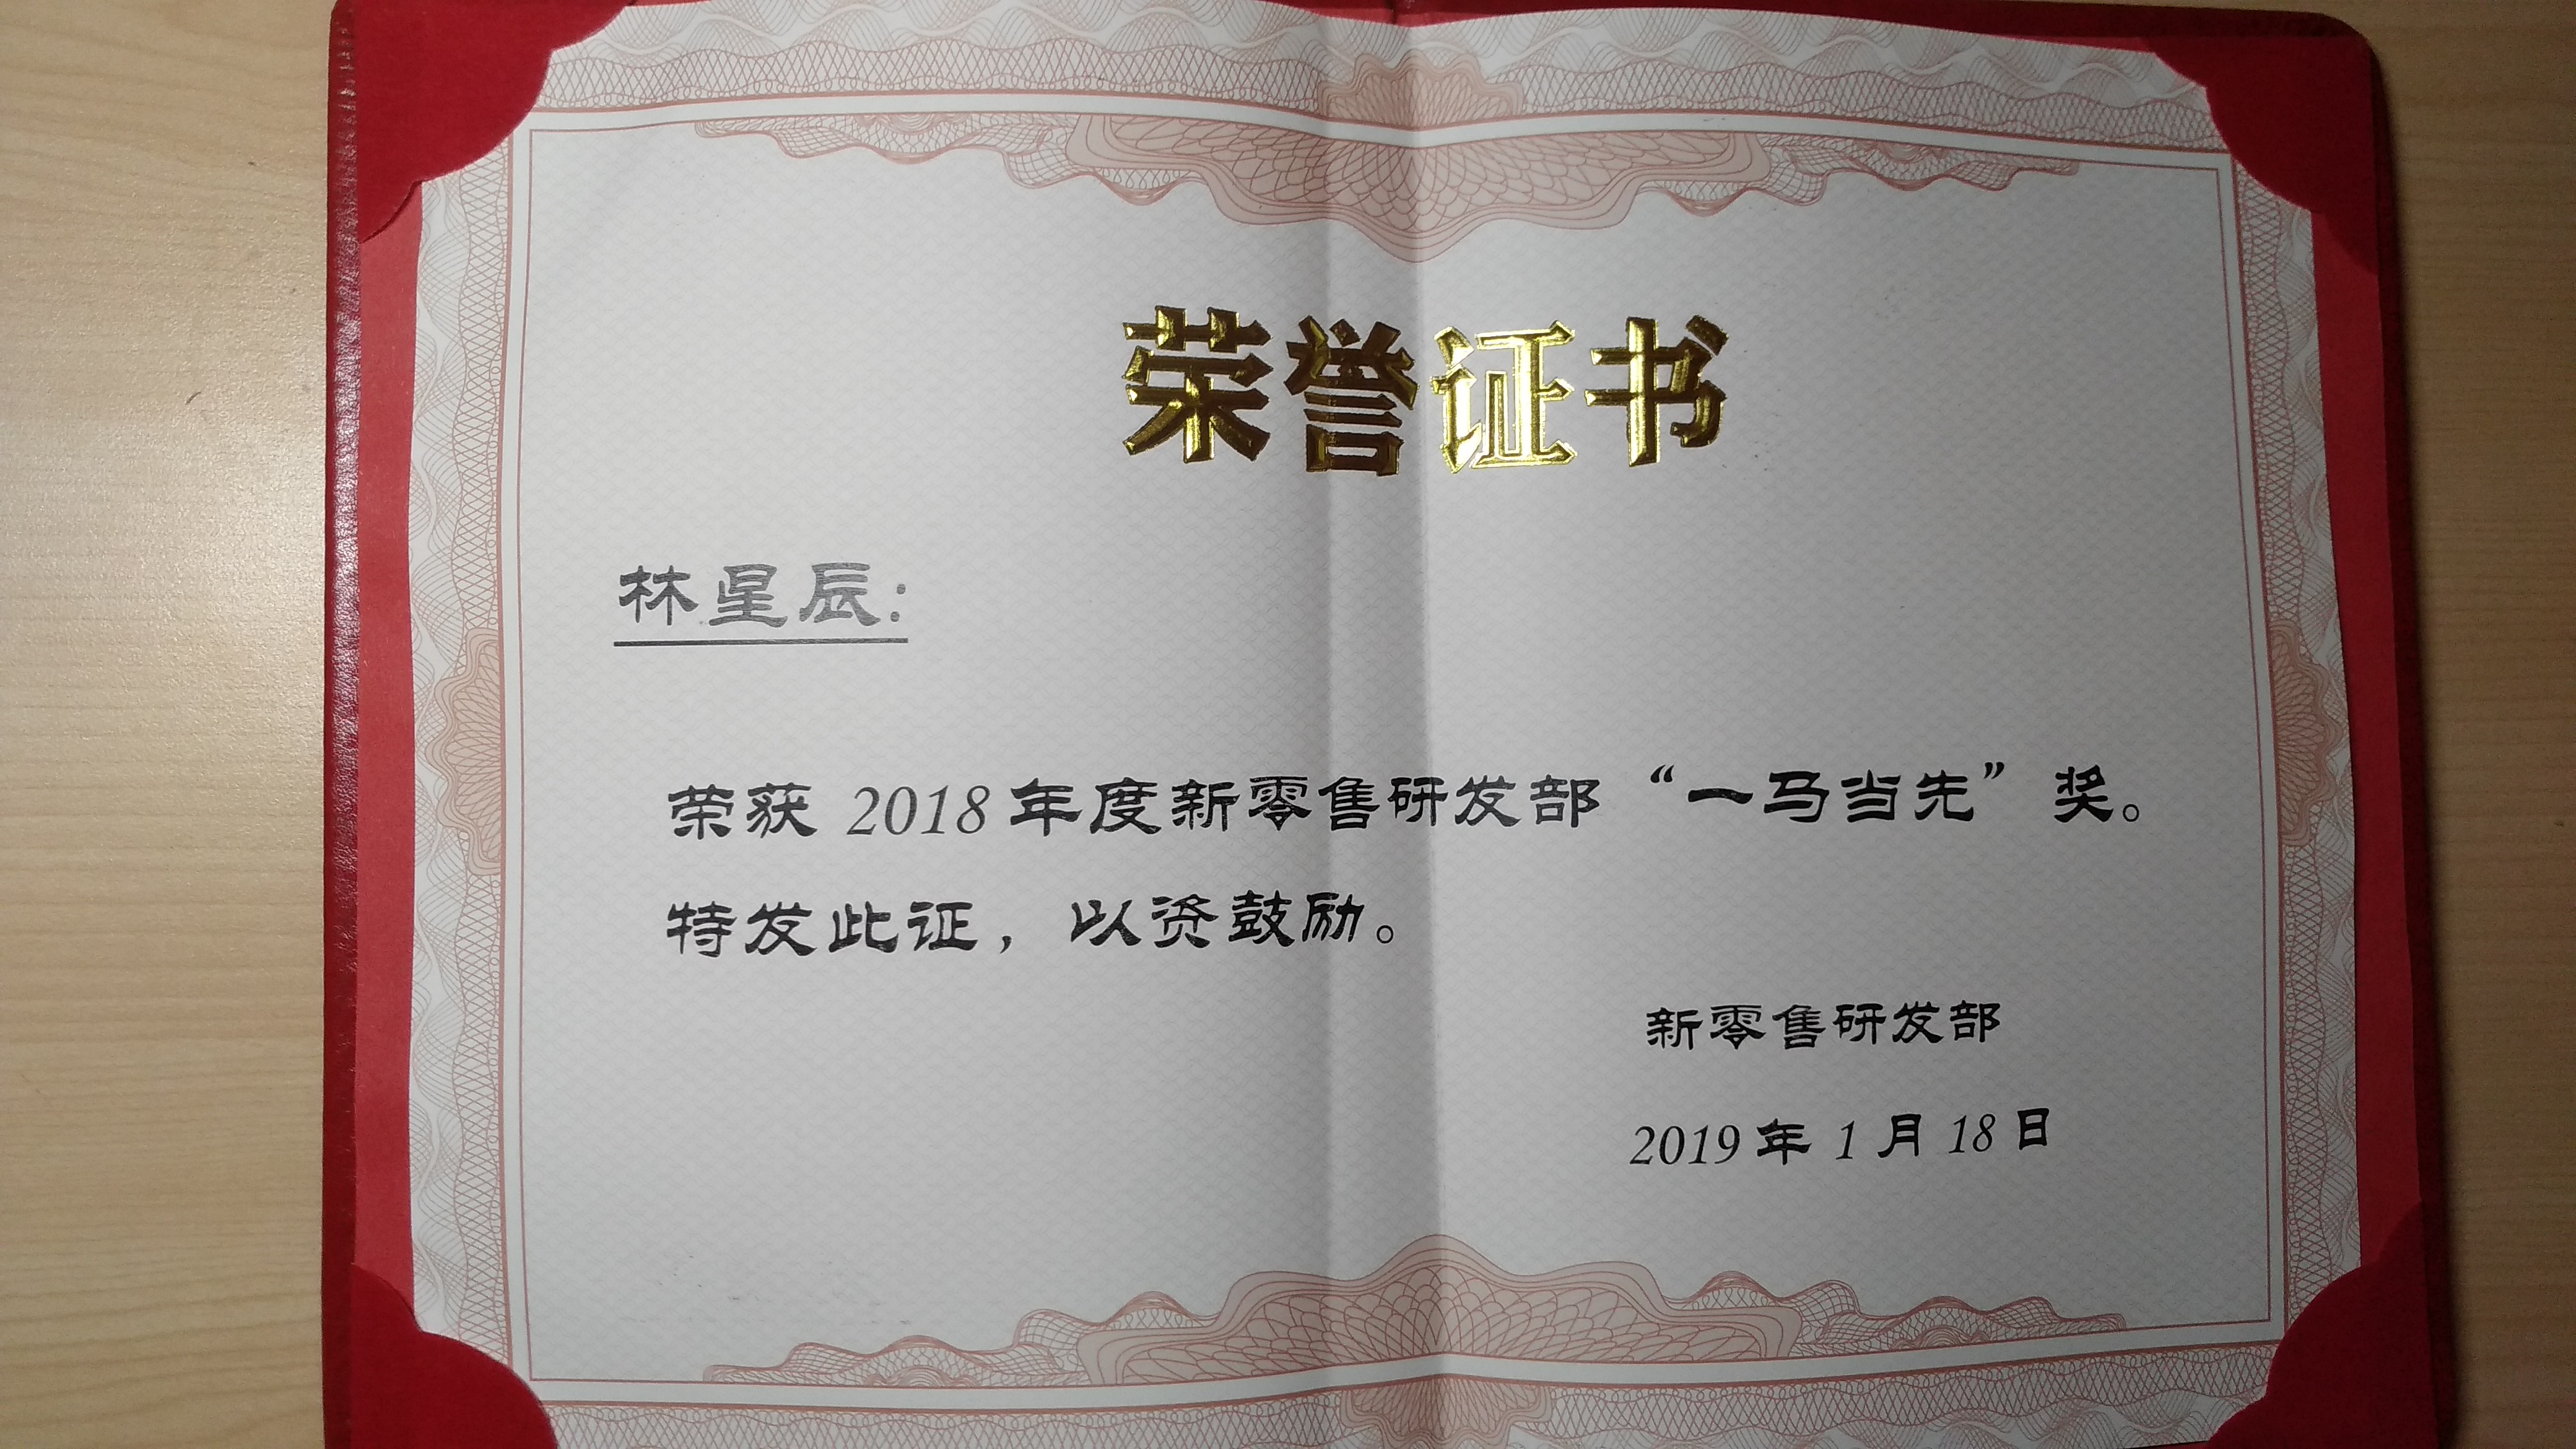 荣誉证书
林星辰:
荣获 2018 年度新零售研发部“一马当先”奖。
特发此证，以资鼓励。
新零售研发部
2019 年 1 月 18 日